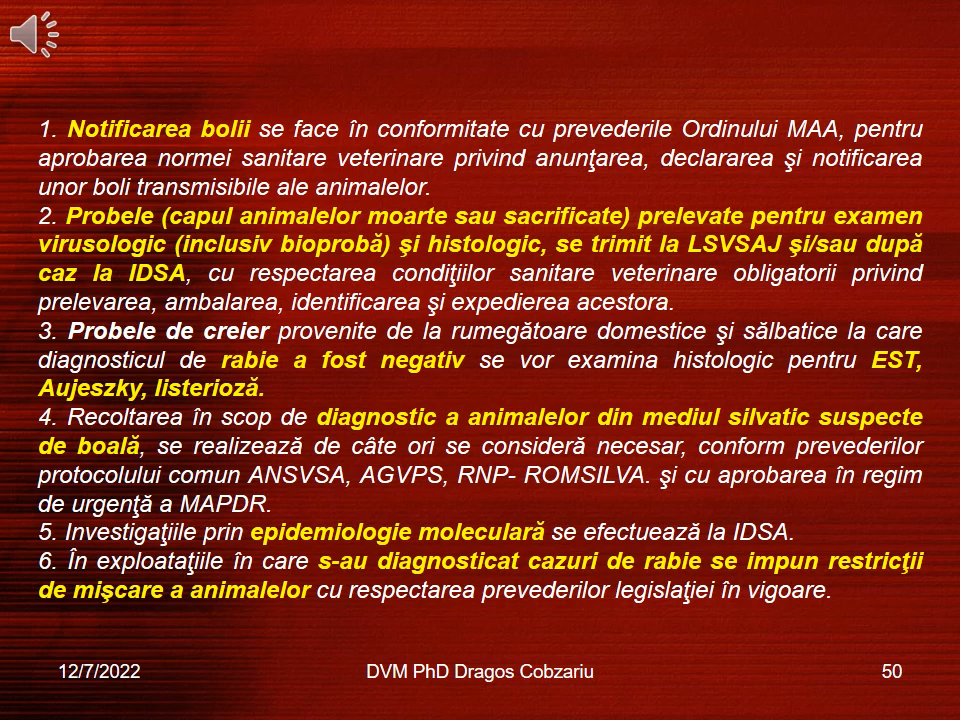 1. Notificarea bolii se face în conformitate cu prevederile Ordinului MAA, pentru
aprobarea normei sanitare veterinare privind anunţarea, declararea şi notificarea
unor boli transmisibile ale animalelor.
2. Probele (capul animalelor moarte sau sacrificate) prelevate pentru examen
virusologic (inclusiv bioprobă) şi histologic, se trimit la LSVSAJ şi/sau după
caz la IDSA, cu respectarea condiţiilor sanitare veterinare obligatorii privind
prelevarea, ambalarea, identificarea şi expedierea acestora.
3. Probele de creier provenite de la rumegătoare domestice şi sălbatice la care
diagnosticul de rabie a fost negativ se vor examina histologic pentru EST,
Aujeszky, listerioză.
4. Recoltarea în scop de diagnostic a animalelor din mediul silvatic suspecte
de boală, se realizează de câte ori se consideră necesar, conform prevederilor
protocolului comun ANSVSA, AGVPS, RNP- ROMSILVA. şi cu aprobarea în regim
de urgenţă a MAPDR.
5. Investigaţiile prin epidemiologie moleculară se efectuează la IDSA.
6. În exploataţiile în care s-au diagnosticat cazuri de rabie se impun restricţii
de mişcare a animalelor cu respectarea prevederilor legislaţiei în vigoare.
12/7/2022 DVM PhD Dragos Cobzariu 50